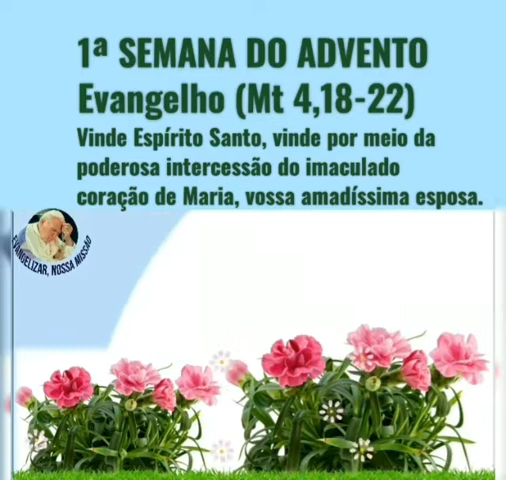 1ª SEMANA DO ADVENTO
Evangelho (Mt 4,18-22)
Vinde Espírito Santo, vinde por meio da
poderosa intercessão do imaculado
coração de Maria, vossa amadíssima esposa.
EVANGELIZAR, NOSSA MISSÃO